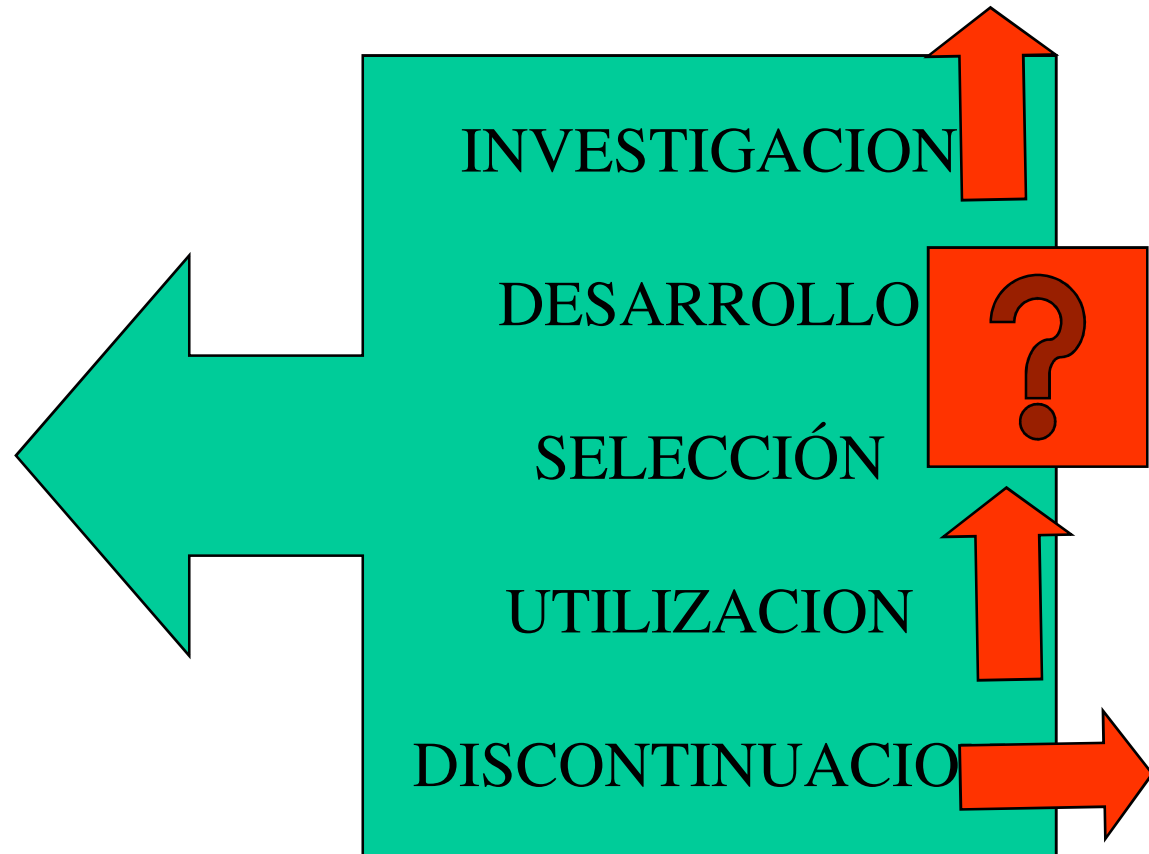 INVESTIGACION
DESARROLLO
?
SELECCIÓN
UTILIZACION
DISCONTINUACIO